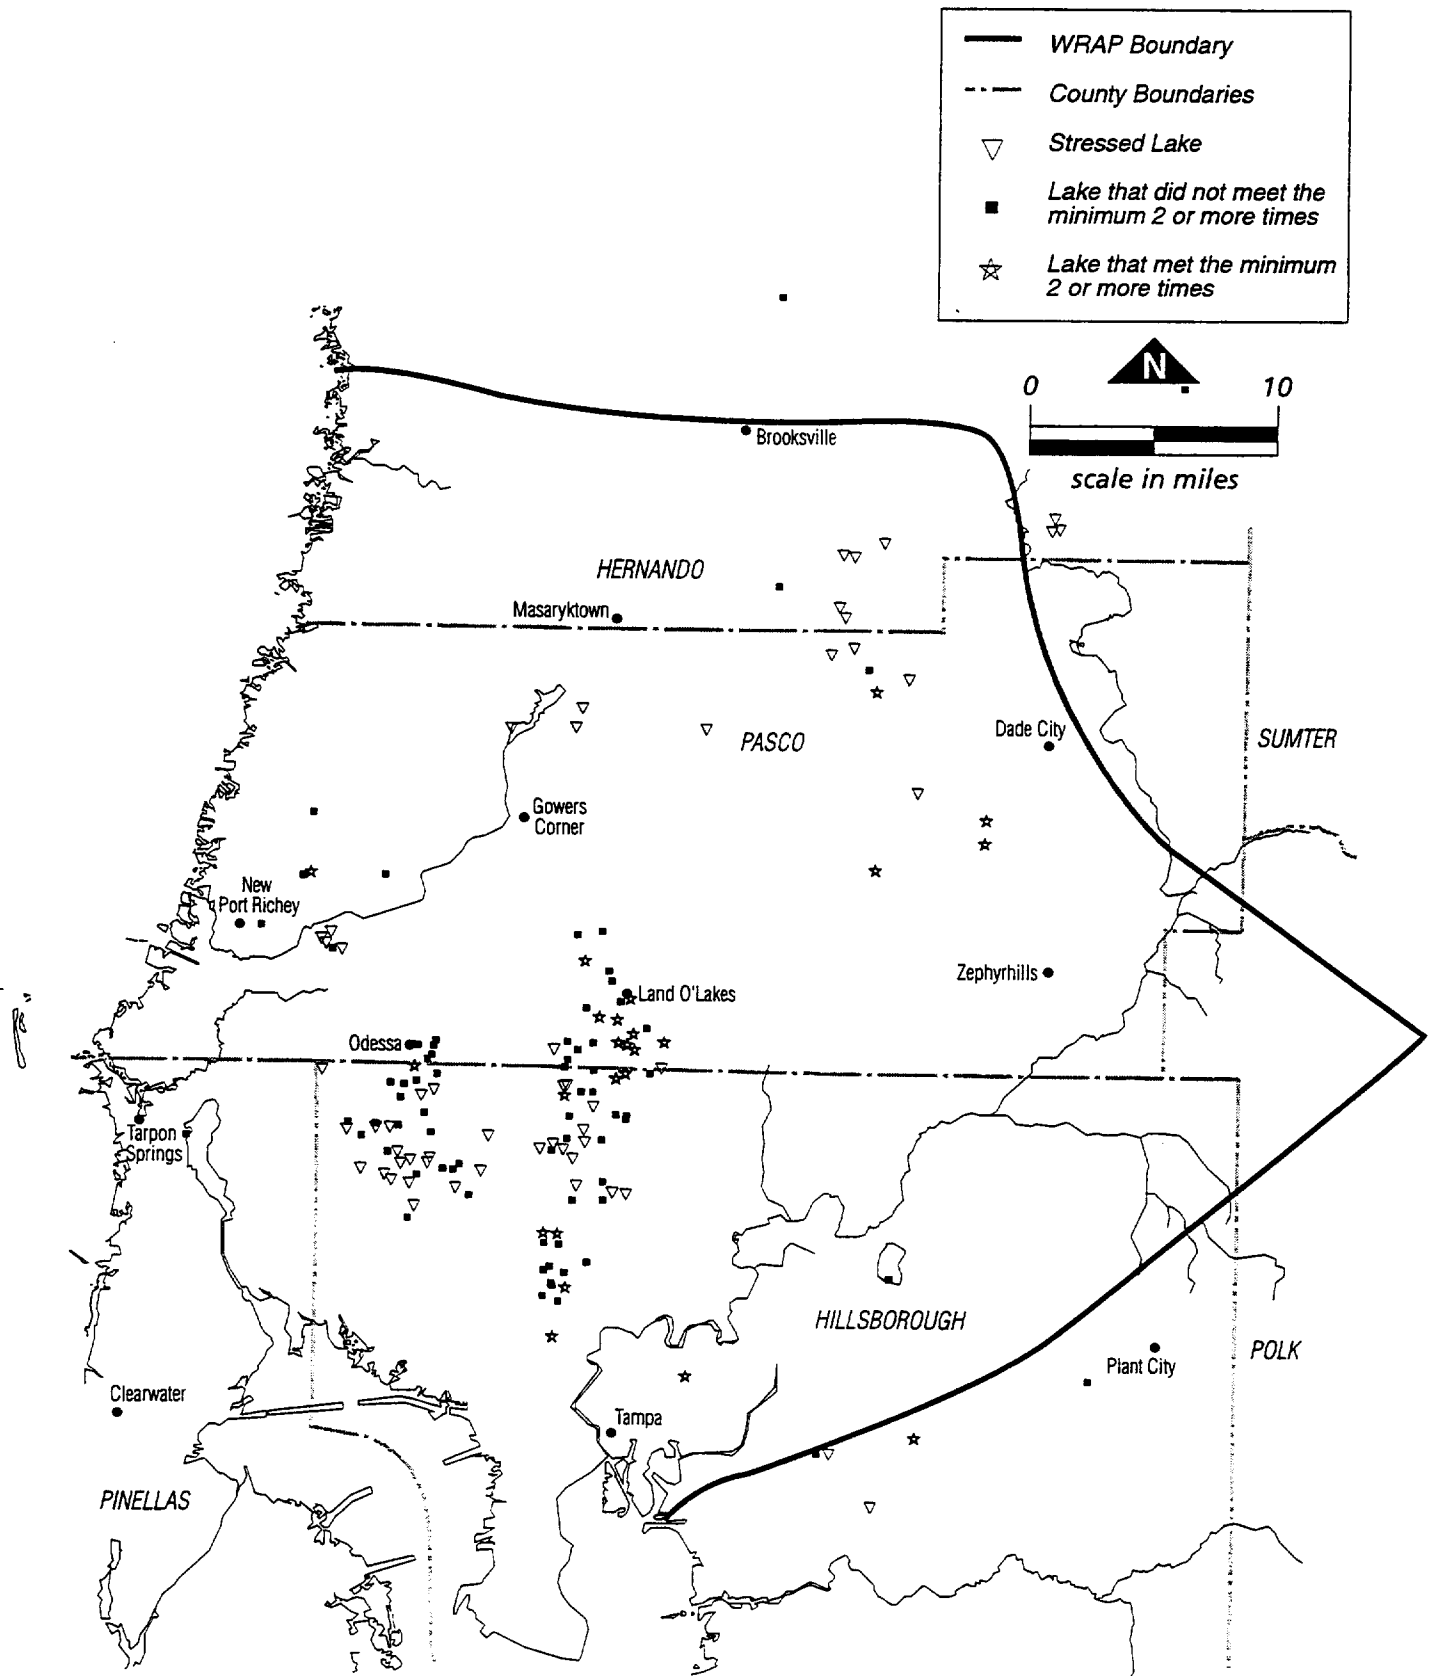 WRAP Boundary
County Boundaries
Stressed Lake
Lake that did not meet the
minimum 2 or more times
Lake that met the minimum
2 or more times
N
0
10
scale in miles
Brooksville
HERNANDO
Masaryktown
PASCO
Dade City
SUMTER
Gowers
Corner
New
Port Richey
Zephyrhills
Land O'Lakes
Odessa
Tarpon
Springs
HILLSBOROUGH
Plant City
POLK
Clearwater
Tampa
PINELLAS